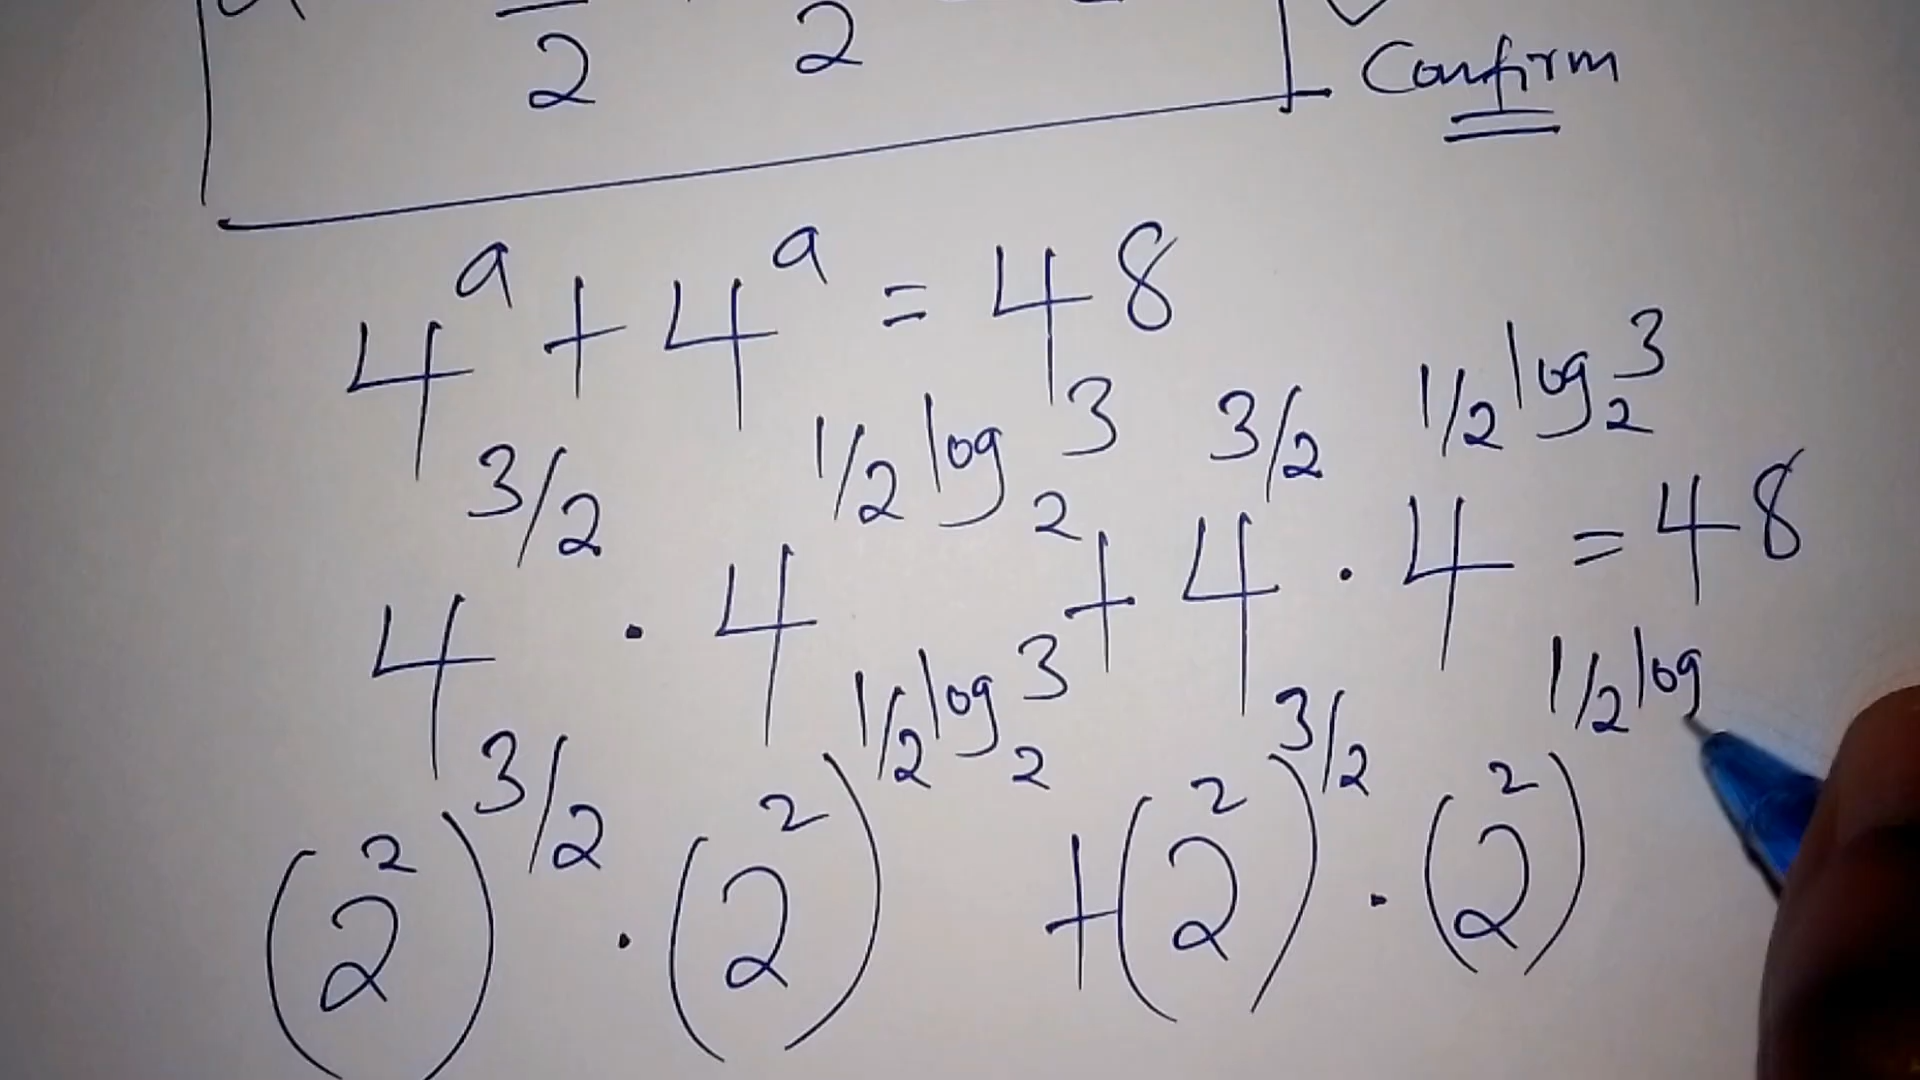 2 2
Confirm
4^a + 4^a = 48
4^(3/2) · 4^(1/2 log_2 3) + 4^(3/2) · 4^(1/2 log_2 3) = 48
(2^2)^(3/2) · (2^2)^(1/2 log_2 3) + (2^2)^(3/2) · (2^2)^(1/2 log